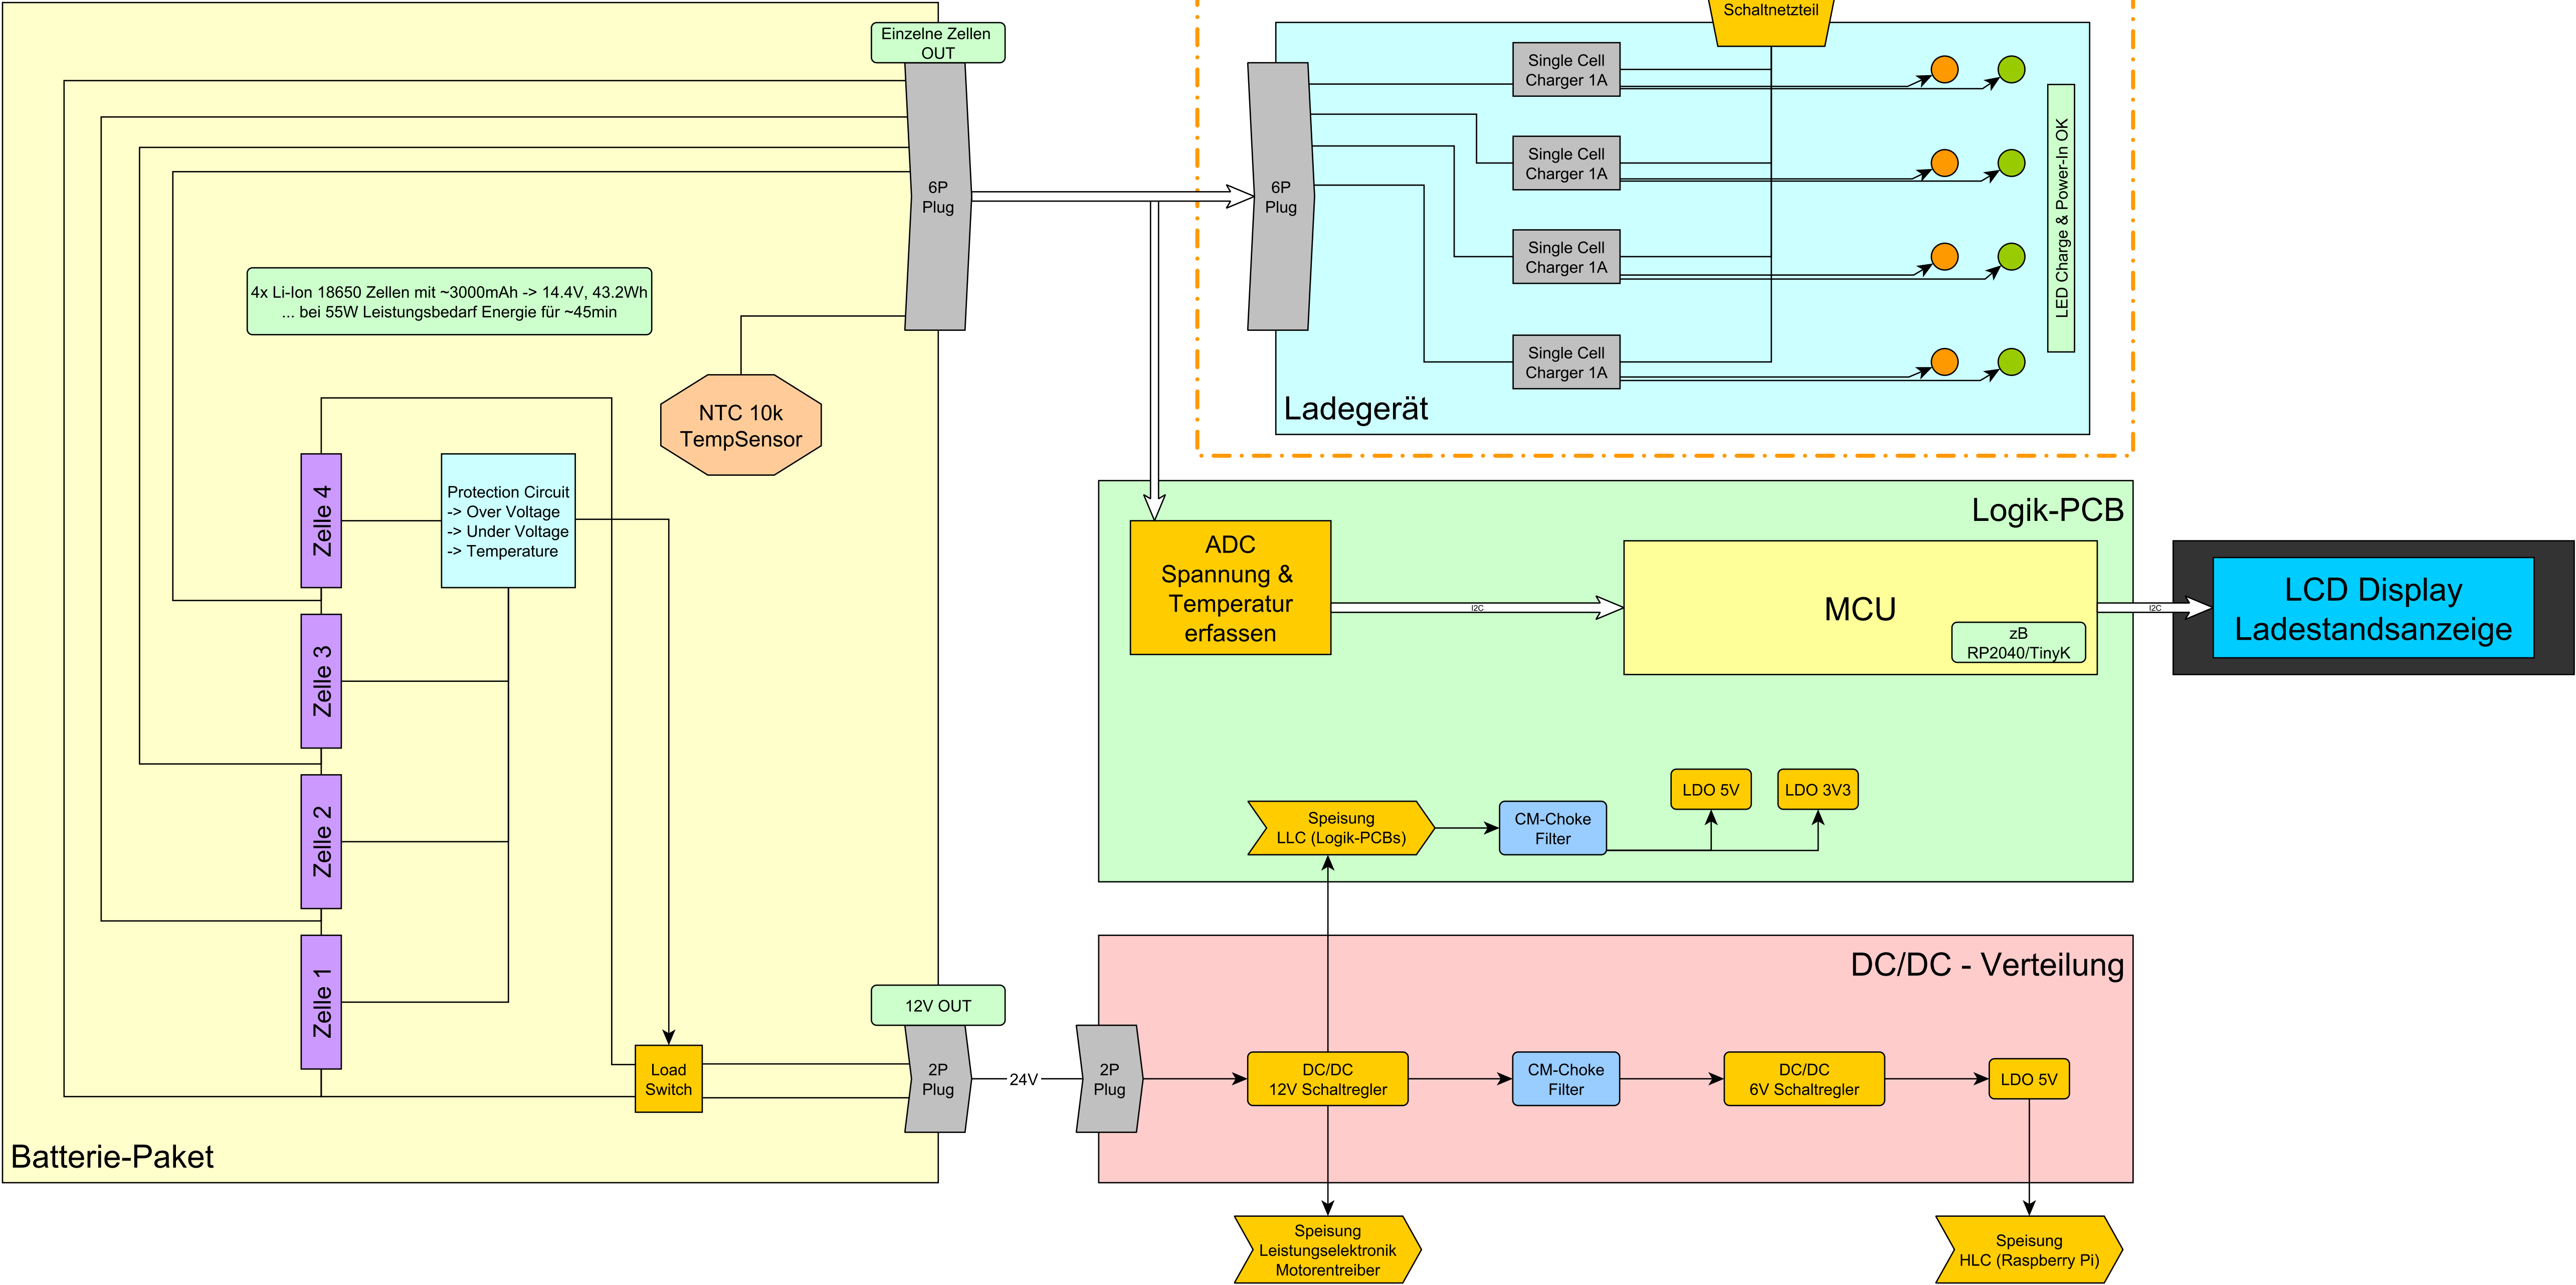 Einzelne Zellen
OUT
6P
Plug
4x Li-Ion 18650 Zellen mit ~3000mAh -> 14.4V, 43.2Wh
... bei 55W Leistungsbedarf Energie für ~45min
NTC 10k
TempSensor
Zelle 4
Protection Circuit
-> Over Voltage
-> Under Voltage
-> Temperature
Zelle 3
Zelle 2
Zelle 1
Load
Switch
12V OUT
2P
Plug
Batterie-Paket
24V
Schaltnetzteil
6P
Plug
Single Cell
Charger 1A
Single Cell
Charger 1A
Single Cell
Charger 1A
Single Cell
Charger 1A
LED Charge & Power-In OK
Ladegerät
Logik-PCB
ADC
Spannung &
Temperatur
erfassen
I2C
MCU
zB
RP2040/TinyK
I2C
LCD Display
Ladestandsanzeige
Speisung
LLC (Logik-PCBs)
CM-Choke
Filter
LDO 5V
LDO 3V3
DC/DC - Verteilung
2P
Plug
DC/DC
12V Schaltregler
CM-Choke
Filter
DC/DC
6V Schaltregler
LDO 5V
Speisung
Leistungselektronik
Motorentreiber
Speisung
HLC (Raspberry Pi)